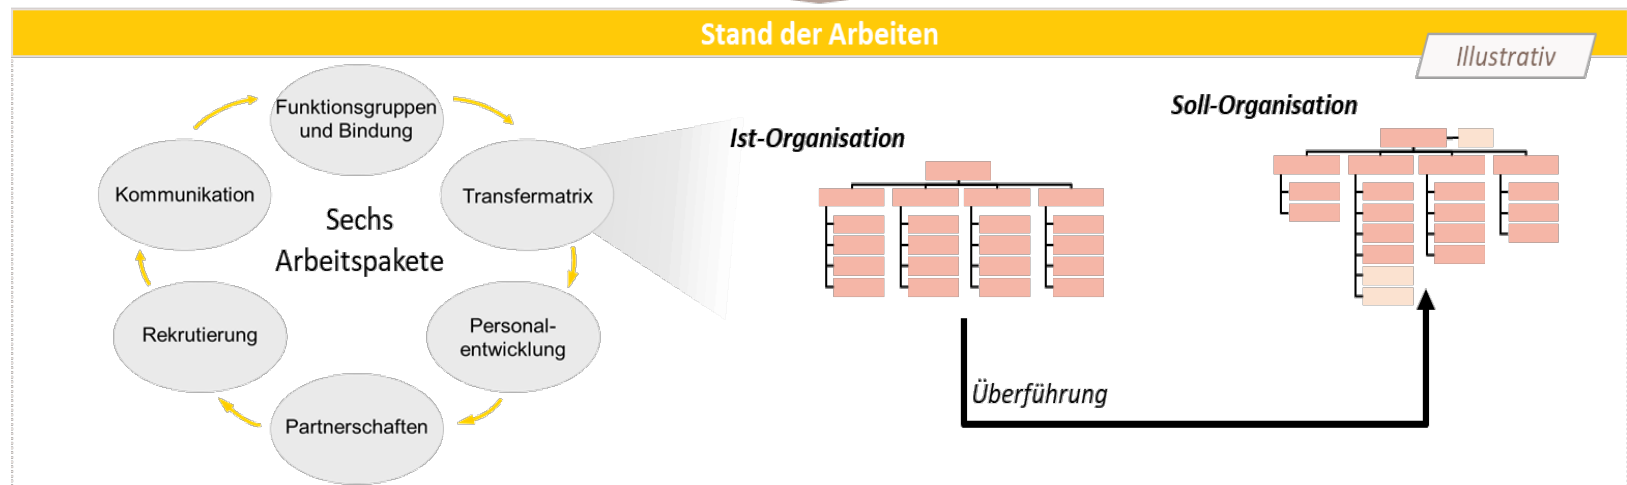 Stand der Arbeiten
Illustrativ
Funktionsgruppen
und Bindung
Transfermatrix
Personal-
entwicklung
Partnerschaften
Rekrutierung
Kommunikation
Sechs
Arbeitspakete
Ist-Organisation
Soll-Organisation
Überführung